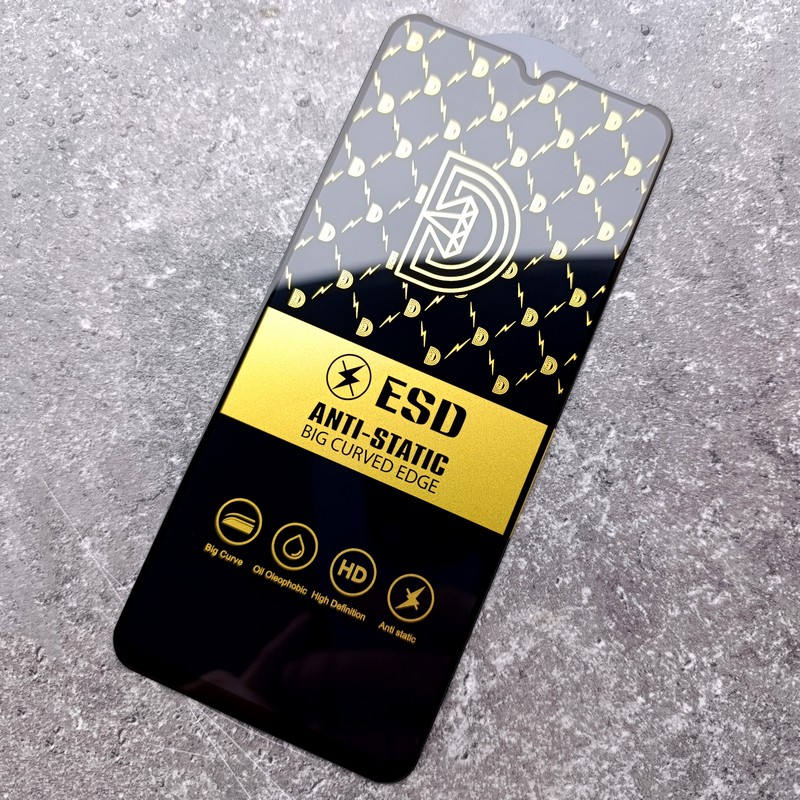 D
ESD
ANTI-STATIC
BIG CURVED EDGE
Big Curve
Oil Oleophobic
HD
High Definition
Anti static